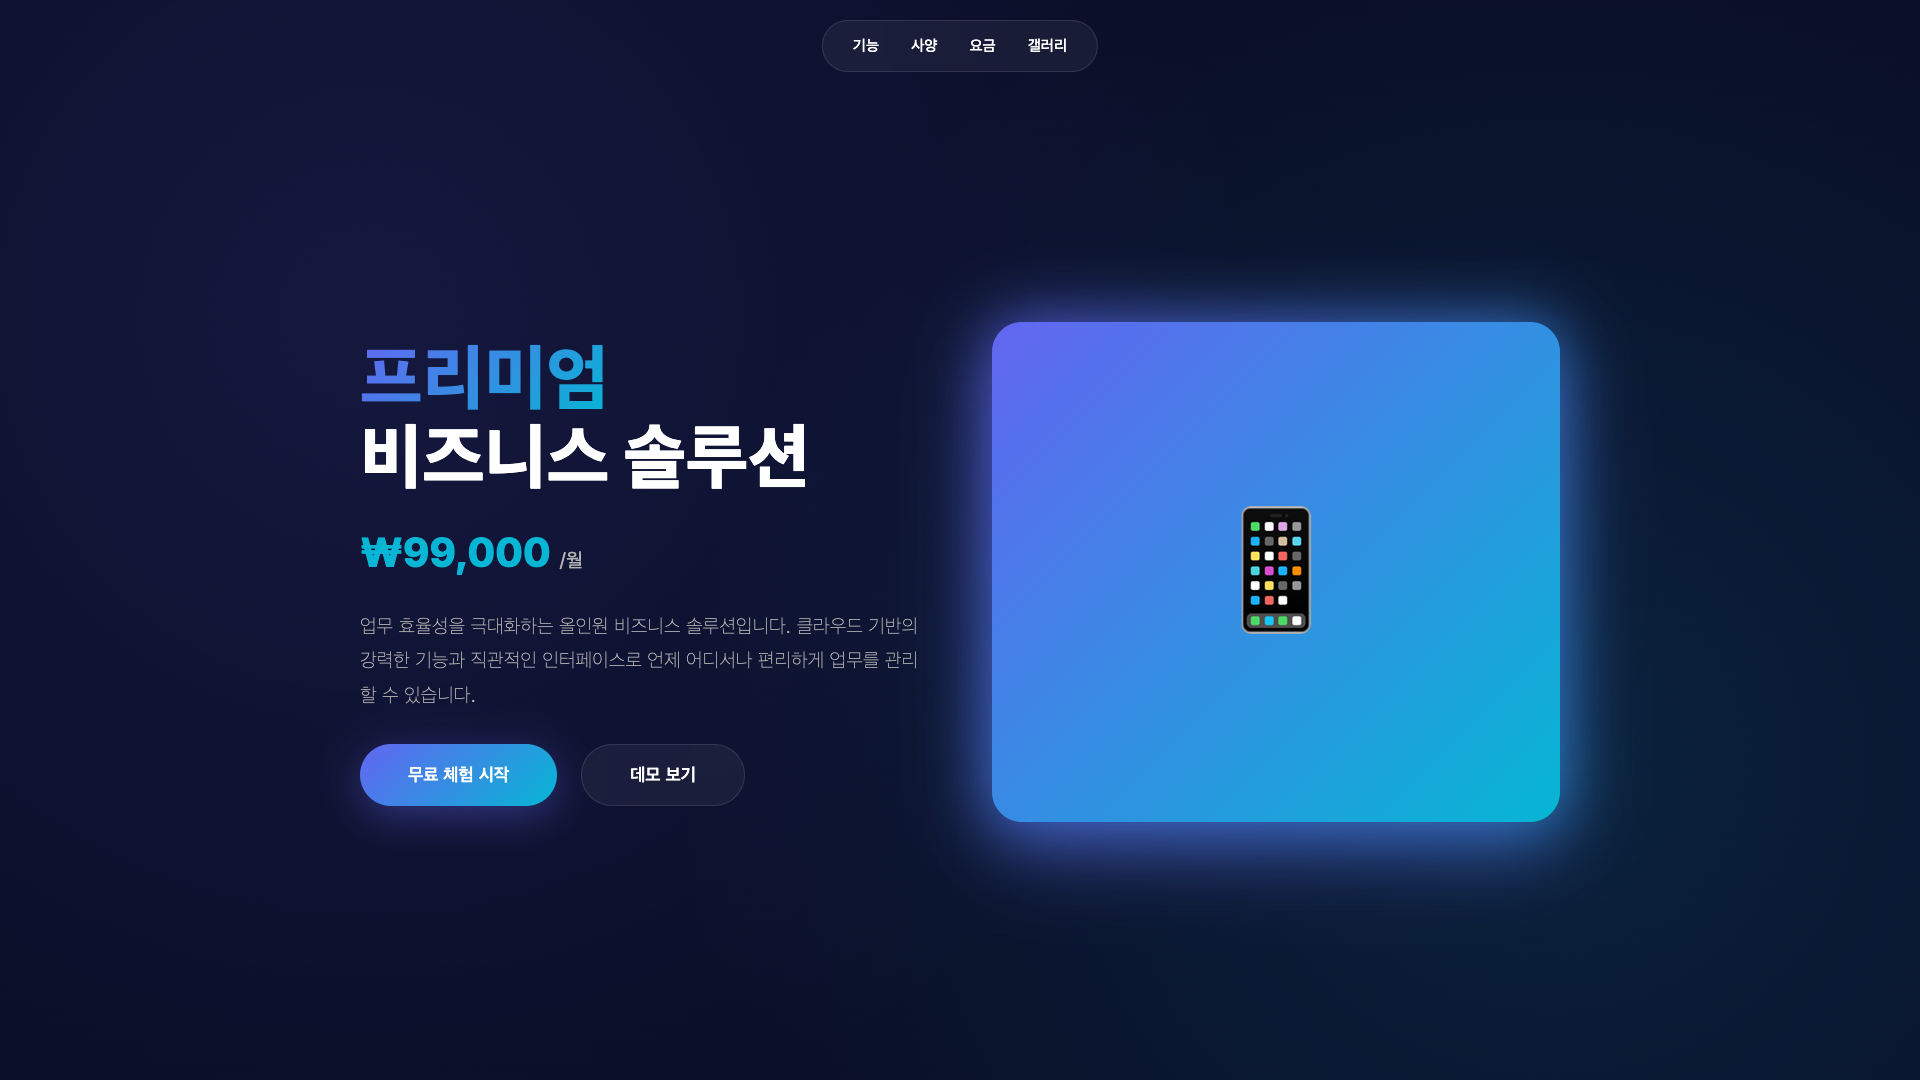 기능 사양 요금 갤러리
프리미엄
비즈니스 솔루션
₩99,000 /월
업무 효율성을 극대화하는 올인원 비즈니스 솔루션입니다. 클라우드 기반의
강력한 기능과 직관적인 인터페이스로 언제 어디서나 편리하게 업무를 관리
할 수 있습니다.
무료 체험 시작 데모 보기